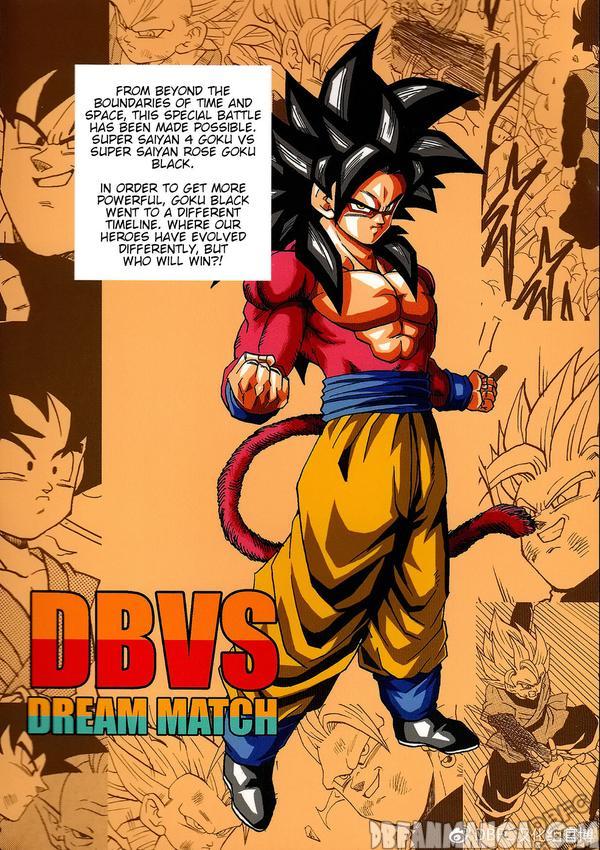 FROM BEYOND THE
BOUNDARIES OF TIME AND
SPACE, THIS SPECIAL BATTLE
HAS BEEN MADE POSSIBLE.
SUPER SAIYAN 4 GOKU VS
SUPER SAIYAN ROSE GOKU
BLACK.
IN ORDER TO GET MORE
POWERFUL, GOKU BLACK
WENT TO A DIFFERENT
TIMELINE. WHERE OUR
HEROES HAVE EVOLVED
DIFFERENTLY, BUT
WHO WILL WIN?!
DBVS
DREAM MATCH
DBFANMANGA.COM